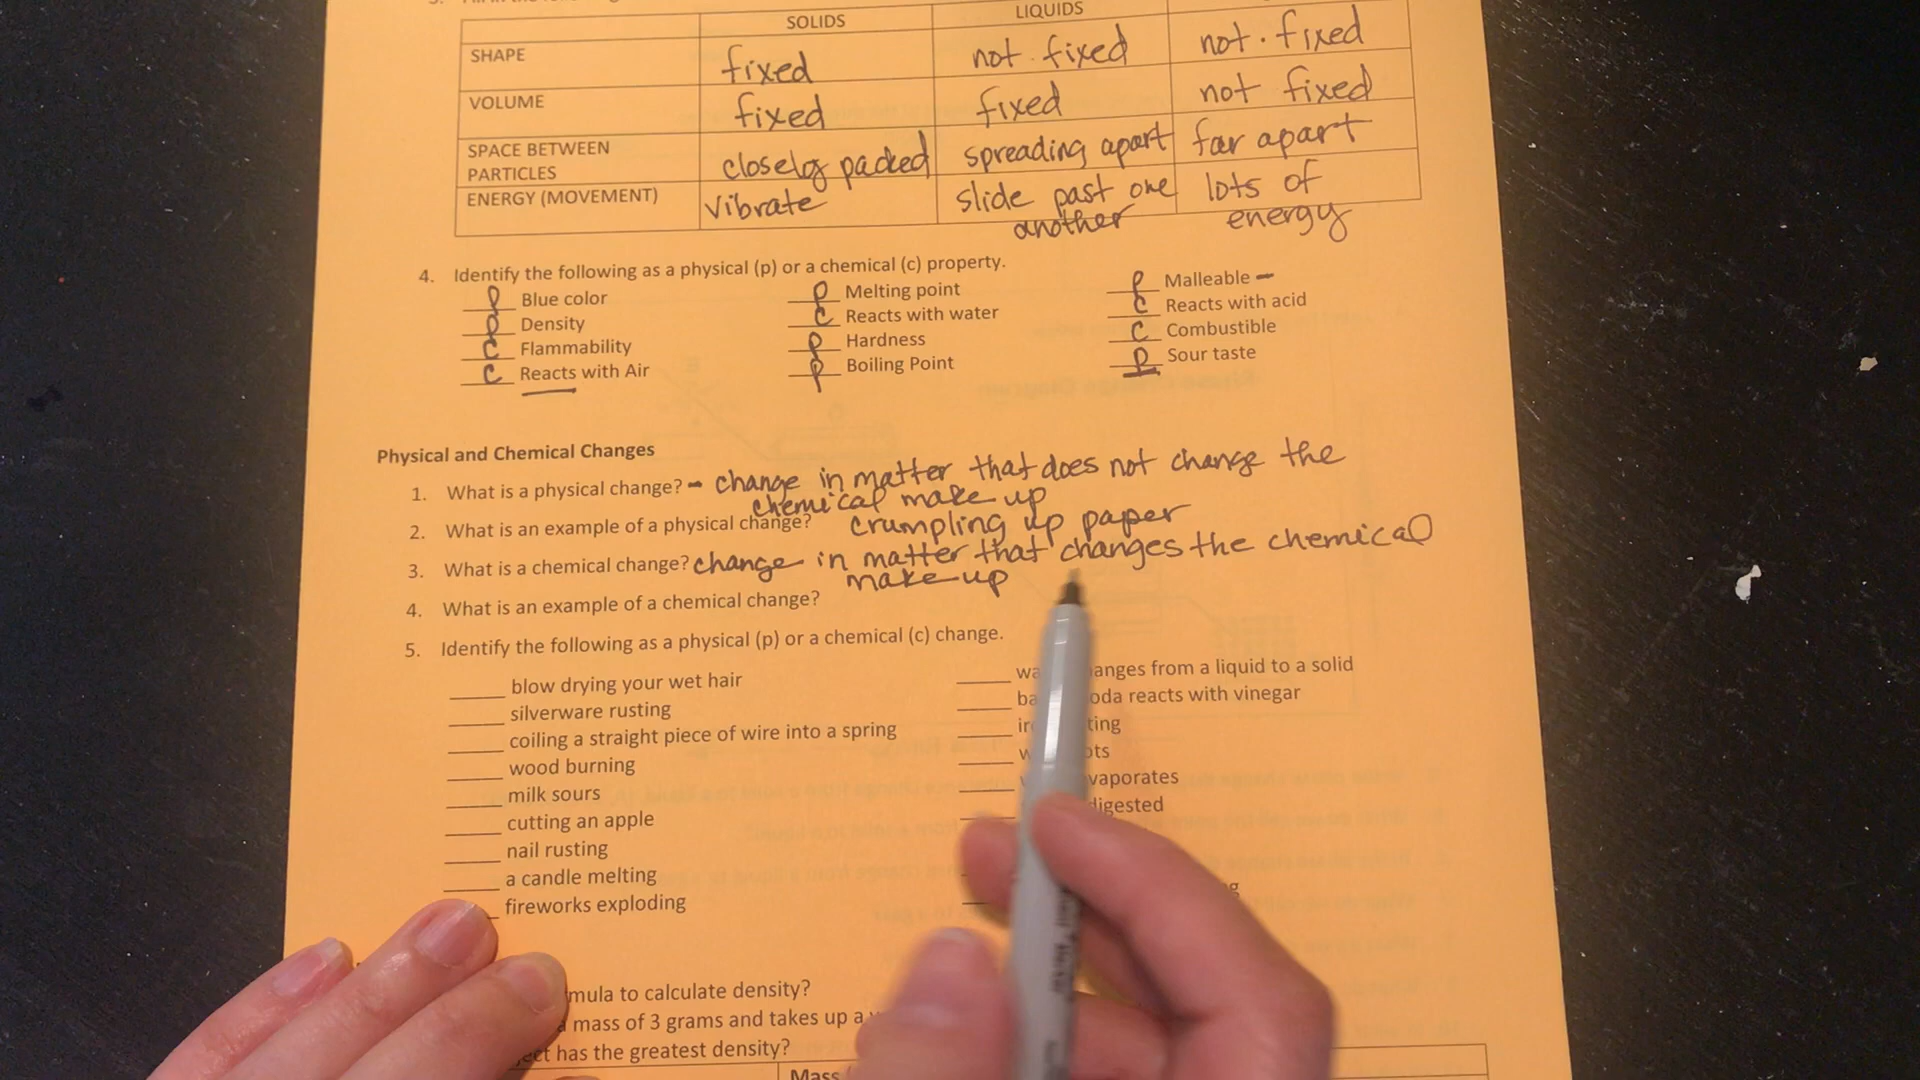 SOLIDS LIQUIDS
SHAPE fixed not fixed not fixed
VOLUME fixed fixed not fixed
SPACE BETWEEN PARTICLES closely packed spreading apart far apart
ENERGY (MOVEMENT) vibrate slide past one another lots of energy
4. Identify the following as a physical (p) or a chemical (c) property.
p Blue color
p Density
c Flammability
c Reacts with Air
p Melting point
c Reacts with water
p Hardness
p Boiling Point
p Malleable -
c Reacts with acid
c Combustible
p Sour taste
Physical and Chemical Changes
1. What is a physical change? - change in matter that does not change the
chemical make up
2. What is an example of a physical change? crumpling up paper
3. What is a chemical change? change in matter that changes the chemical
make up
4. What is an example of a chemical change?
5. Identify the following as a physical (p) or a chemical (c) change.
blow drying your wet hair
silverware rusting
coiling a straight piece of wire into a spring
wood burning
milk sours
cutting an apple
nail rusting
a candle melting
fireworks exploding
anges from a liquid to a solid
oda reacts with vinegar
ting
ots
vaporates
digested
mula to calculate density?
mass of 3 grams and takes up a
has the greatest density?
Mass